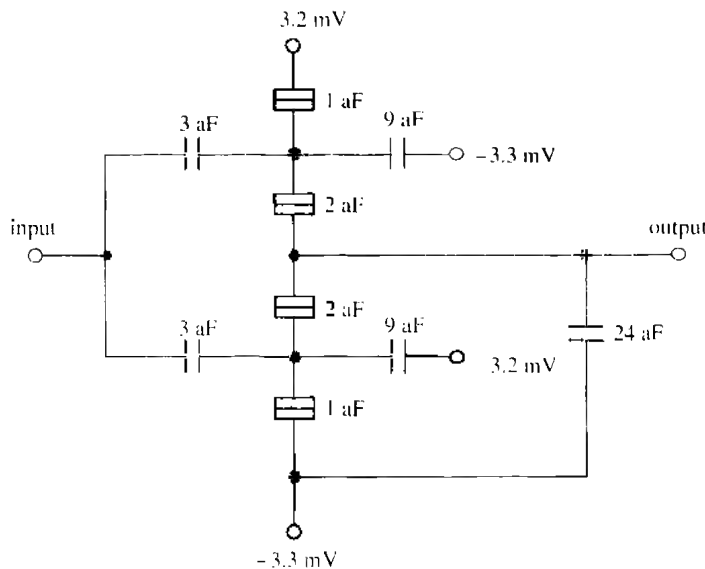 3.2 mV
1 aF
3 aF
9 aF
-3.3 mV
2 aF
input
output
2 aF
3 aF
9 aF
24 aF
3.2 mV
1 aF
-3.3 mV